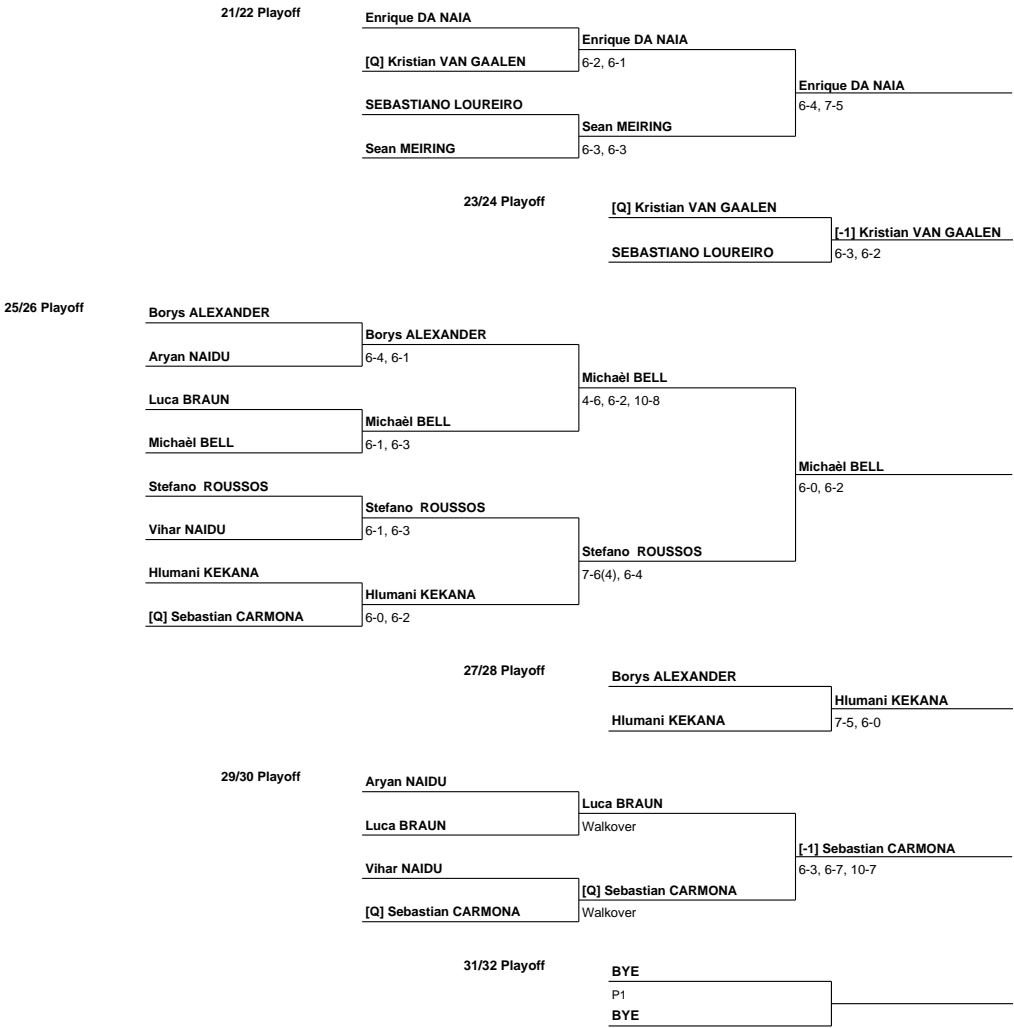 21/22 Playoff
Enrique DA NAIA
Enrique DA NAIA
[Q] Kristian VAN GAALEN
6-2, 6-1
Enrique DA NAIA
SEBASTIANO LOUREIRO
6-4, 7-5
Sean MEIRING
Sean MEIRING
6-3, 6-3
23/24 Playoff
[Q] Kristian VAN GAALEN
[-1] Kristian VAN GAALEN
SEBASTIANO LOUREIRO
6-3, 6-2
25/26 Playoff
Borys ALEXANDER
Borys ALEXANDER
Aryan NAIDU
6-4, 6-1
Michaèl BELL
Luca BRAUN
4-6, 6-2, 10-8
Michaèl BELL
Michaèl BELL
6-1, 6-3
Michaèl BELL
Stefano  ROUSSOS
6-0, 6-2
Stefano  ROUSSOS
Vihar NAIDU
6-1, 6-3
Stefano  ROUSSOS
Hlumani KEKANA
7-6(4), 6-4
Hlumani KEKANA
[Q] Sebastian CARMONA
6-0, 6-2
27/28 Playoff
Borys ALEXANDER
Hlumani KEKANA
Hlumani KEKANA
7-5, 6-0
29/30 Playoff
Aryan NAIDU
Luca BRAUN
Luca BRAUN
Walkover
[-1] Sebastian CARMONA
Vihar NAIDU
6-3, 6-7, 10-7
[Q] Sebastian CARMONA
[Q] Sebastian CARMONA
Walkover
31/32 Playoff
BYE
P1
BYE